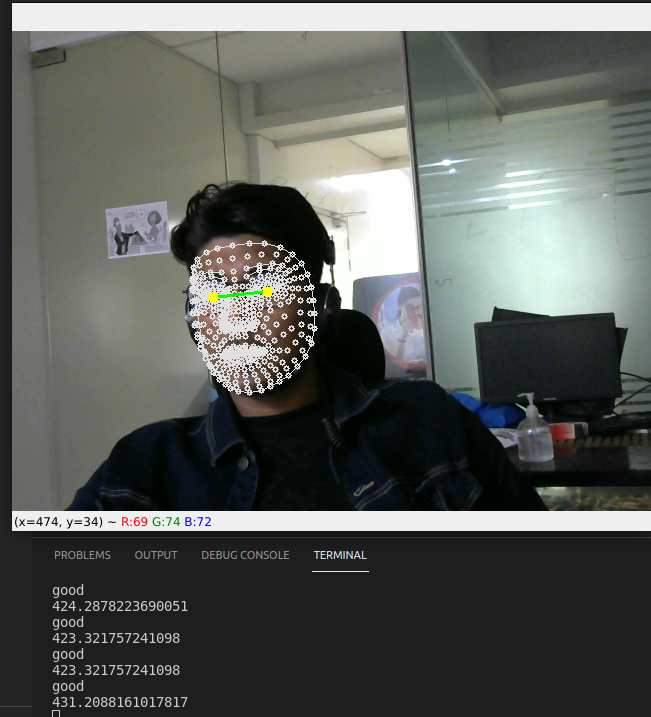 (x=474, y=34) ~ R:69 G:74 B:72
PROBLEMS OUTPUT DEBUG CONSOLE TERMINAL
good
424.2878223690051
good
423.321757241098
good
423.321757241098
good
431.2088161017817